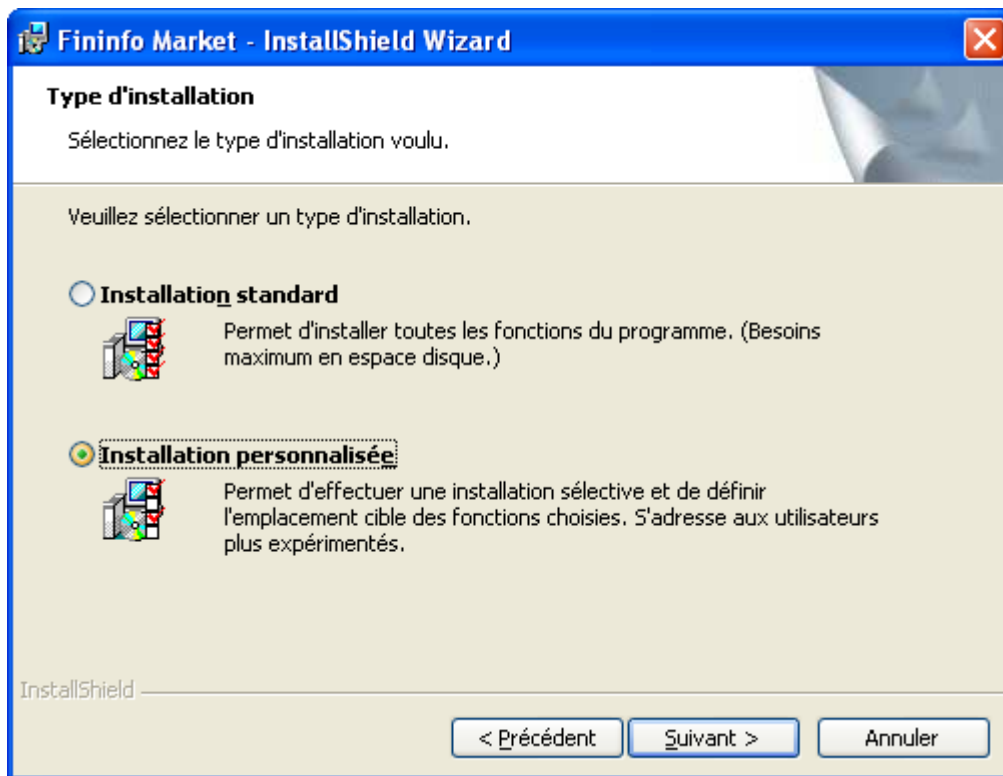 Fininfo Market - InstallShield Wizard
Type d'installation
Sélectionnez le type d'installation voulu.
Veuillez sélectionner un type d'installation.
Installation standard
Permet d'installer toutes les fonctions du programme. (Besoins
maximum en espace disque.)
Installation personnalisée
Permet d'effectuer une installation sélective et de définir
l'emplacement cible des fonctions choisies. S'adresse aux utilisateurs
plus expérimentés.
InstallShield
< Précédent
Suivant >
Annuler